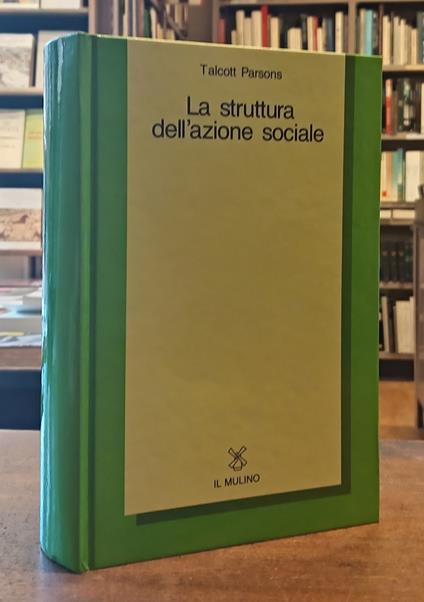 Talcott Parsons
La struttura
dell'azione sociale
IL MULINO